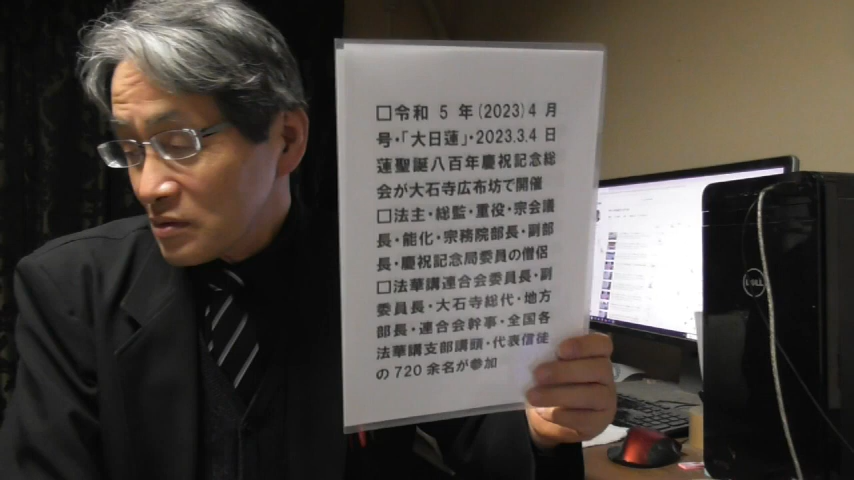 □令和5年(2023)4月
号・「大日蓮」・2023.3.4日
蓮聖誕八百年慶祝記念総
会が大石寺広布坊で開催
□法主・総監・重役・宗会議
長・能化・宗務院部長・副部
長・慶祝記念局委員の僧侶
□法華講連合会委員長・副
委員長・大石寺総代・地方
部長・連合会幹事・全国各
法華講支部講頭・代表信徒
の720余名が参加
DELL